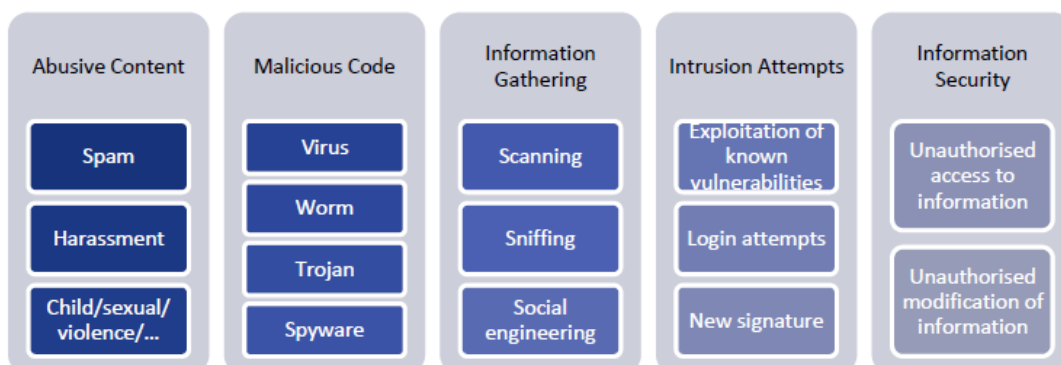 Abusive Content
Spam
Harassment
Child/sexual/
violence/...
Malicious Code
Virus
Worm
Trojan
Spyware
Information
Gathering
Scanning
Sniffing
Social
engineering
Intrusion Attempts
Exploitation of
known
vulnerabilities
Login attempts
New signature
Information
Security
Unauthorised
access to
information
Unauthorised
modification of
information